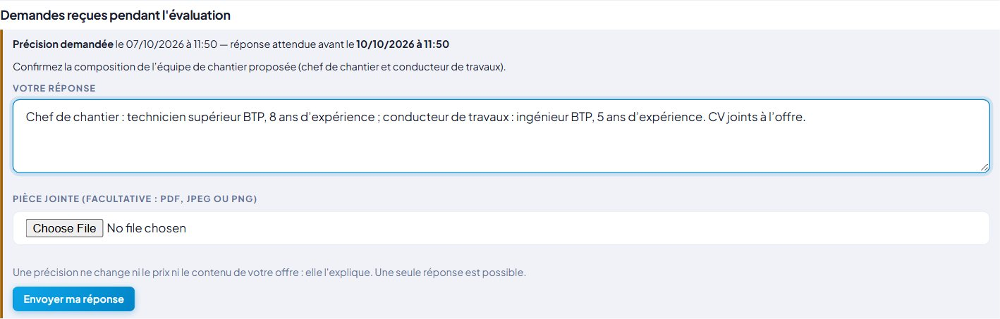 Demandes reçues pendant l'évaluation
Précision demandée le 07/10/2026 à 11:50 — réponse attendue avant le 10/10/2026 à 11:50
Confirmez la composition de l’équipe de chantier proposée (chef de chantier et conducteur de travaux).
VOTRE RÉPONSE
Chef de chantier : technicien supérieur BTP, 8 ans d’expérience ; conducteur de travaux : ingénieur BTP, 5 ans d’expérience. CV joints à l’offre.
PIÈCE JOINTE (FACULTATIVE : PDF, JPEG OU PNG)
Choose File No file chosen
Une précision ne change ni le prix ni le contenu de votre offre : elle l'explique. Une seule réponse est possible.
Envoyer ma réponse